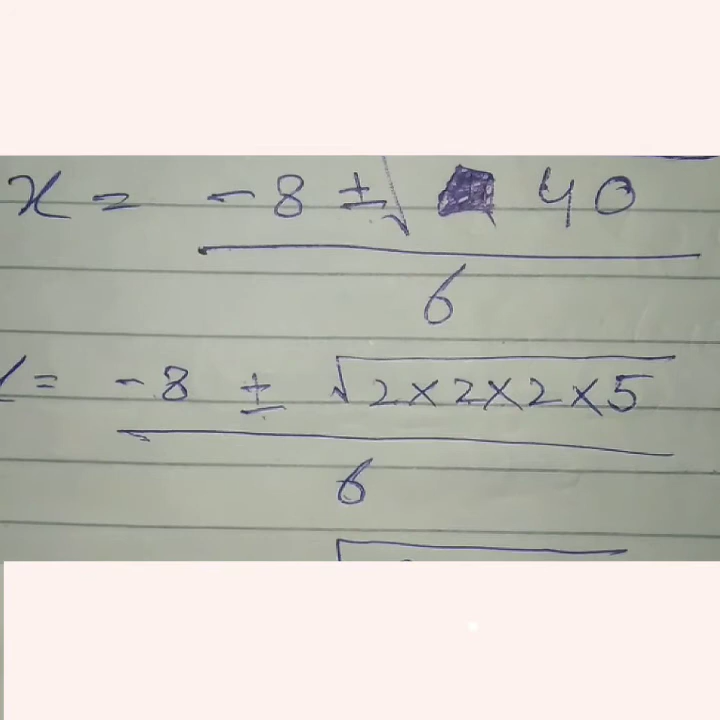 x = -8 ± √ 40
6
x = -8 ± √2×2×2×5
6